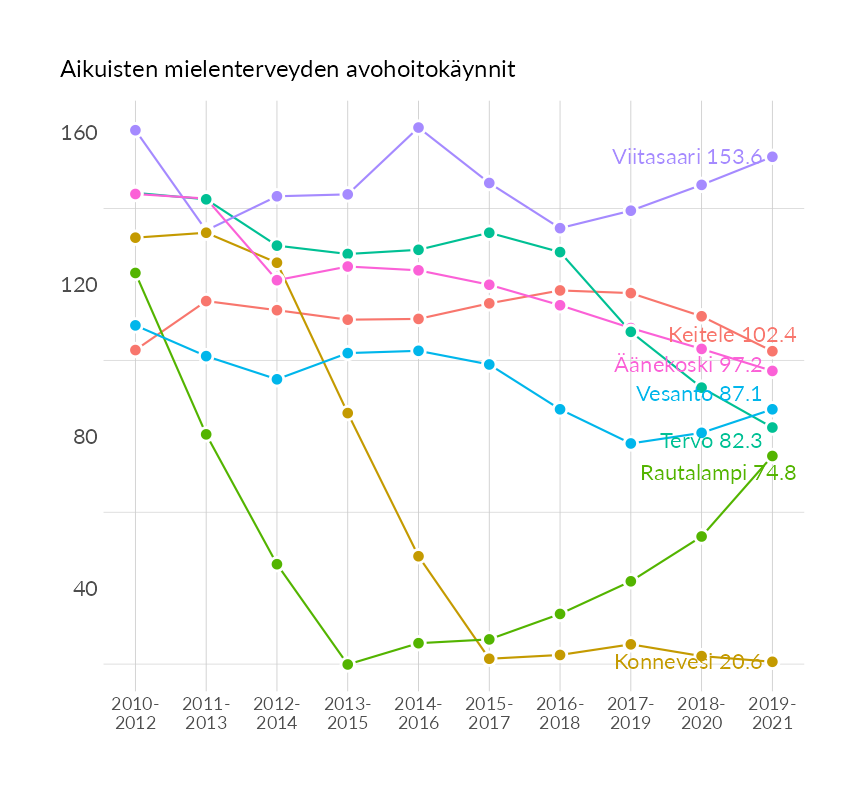 Aikuisten mielenterveyden avohoitokäynnit
160
120
80
40
Viitasaari 153.6
Keitele 102.4
Äänekoski 97.2
Vesanto 87.1
Tervo 82.3
Rautalampi 74.8
Konnevesi 20.6
2010- 2011- 2012- 2013- 2014- 2015- 2016- 2017- 2018- 2019-
2012 2013 2014 2015 2016 2017 2018 2019 2020 2021